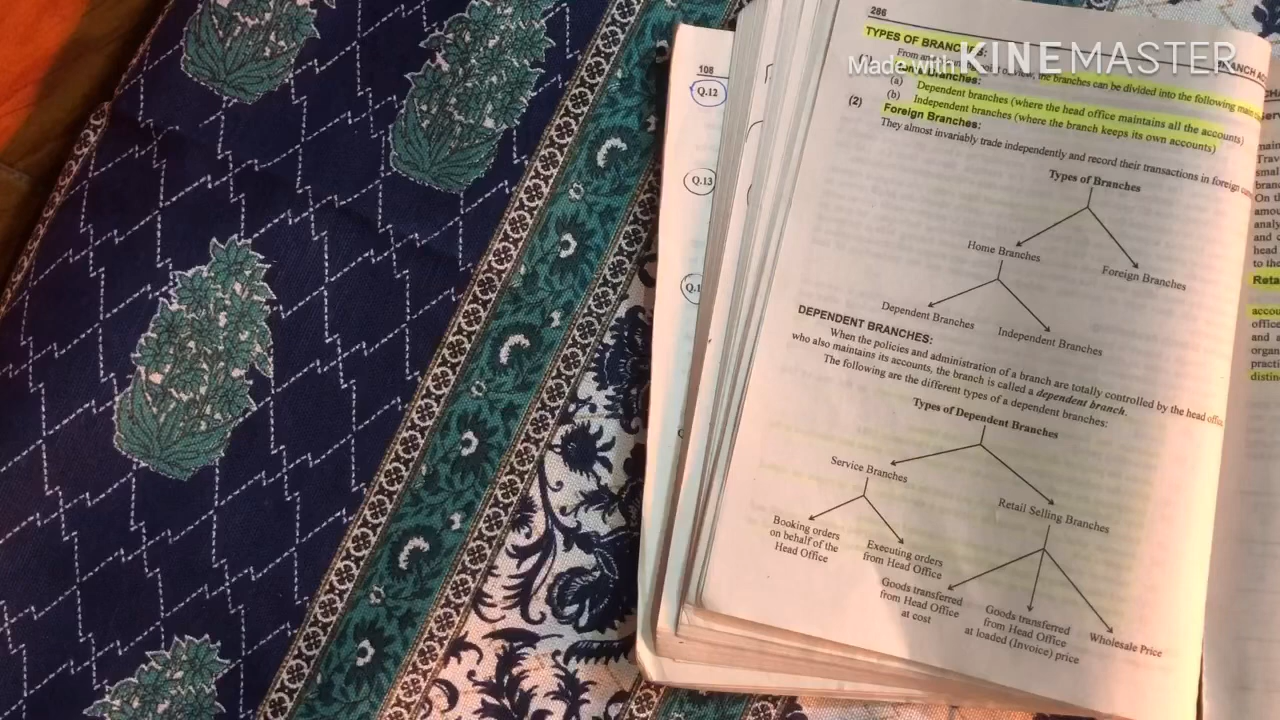 Made with KINEMASTER
108
Q.12
Q.13
286
TYPES OF
(1)
the branches can be divided into the following
Branches:
(a) Dependent branches (where the head office maintains all the accounts)
(b) Independent branches (where the branch keeps its own accounts)
(2) Foreign Branches:
They almost invariably trade independently and record their transactions in foreign
Types of Branches
Home Branches
Foreign Branches
Dependent Branches
Independent Branches
DEPENDENT BRANCHES:
When the policies and administration of a branch are totally controlled by the head
who also maintains its accounts, the branch is called a dependent branch.
The following are the different types of a dependent branches:
Types of Dependent Branches
Service Branches
Retail Selling Branches
Booking orders
on behalf of the
Head Office
Executing orders
from Head Office
Goods transferred
from Head Office
at cost
Goods transferred
from Head Office
at loaded (Invoice) price
Wholesale Price
On
and
head
to
and